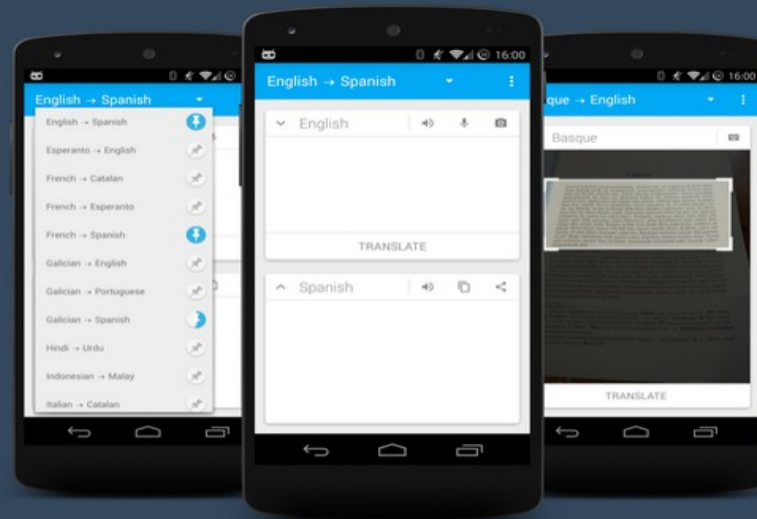 English → Spanish
English → Spanish
Esperanto → English
French → Catalan
French → Esperanto
French → Spanish
Galician → English
Galician → Portuguese
Galician → Spanish
Hindi → Urdu
Indonesian → Malay
Italian → Catalan
16:00
English → Spanish
English
TRANSLATE
Spanish
16:00
que → English
Basque
TRANSLATE